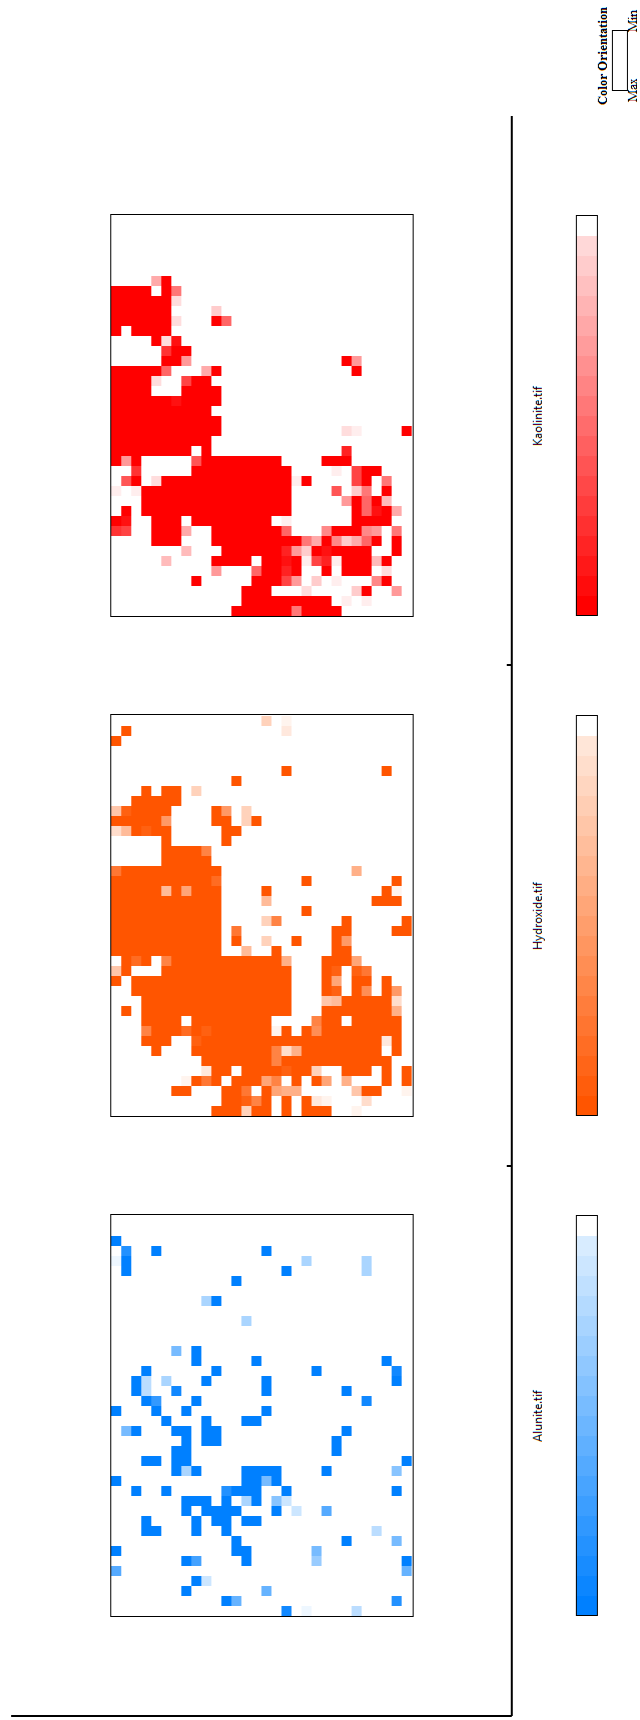 Color Orientation
Max
Min
Kaolinite.tif
Hydroxide.tif
Alunite.tif